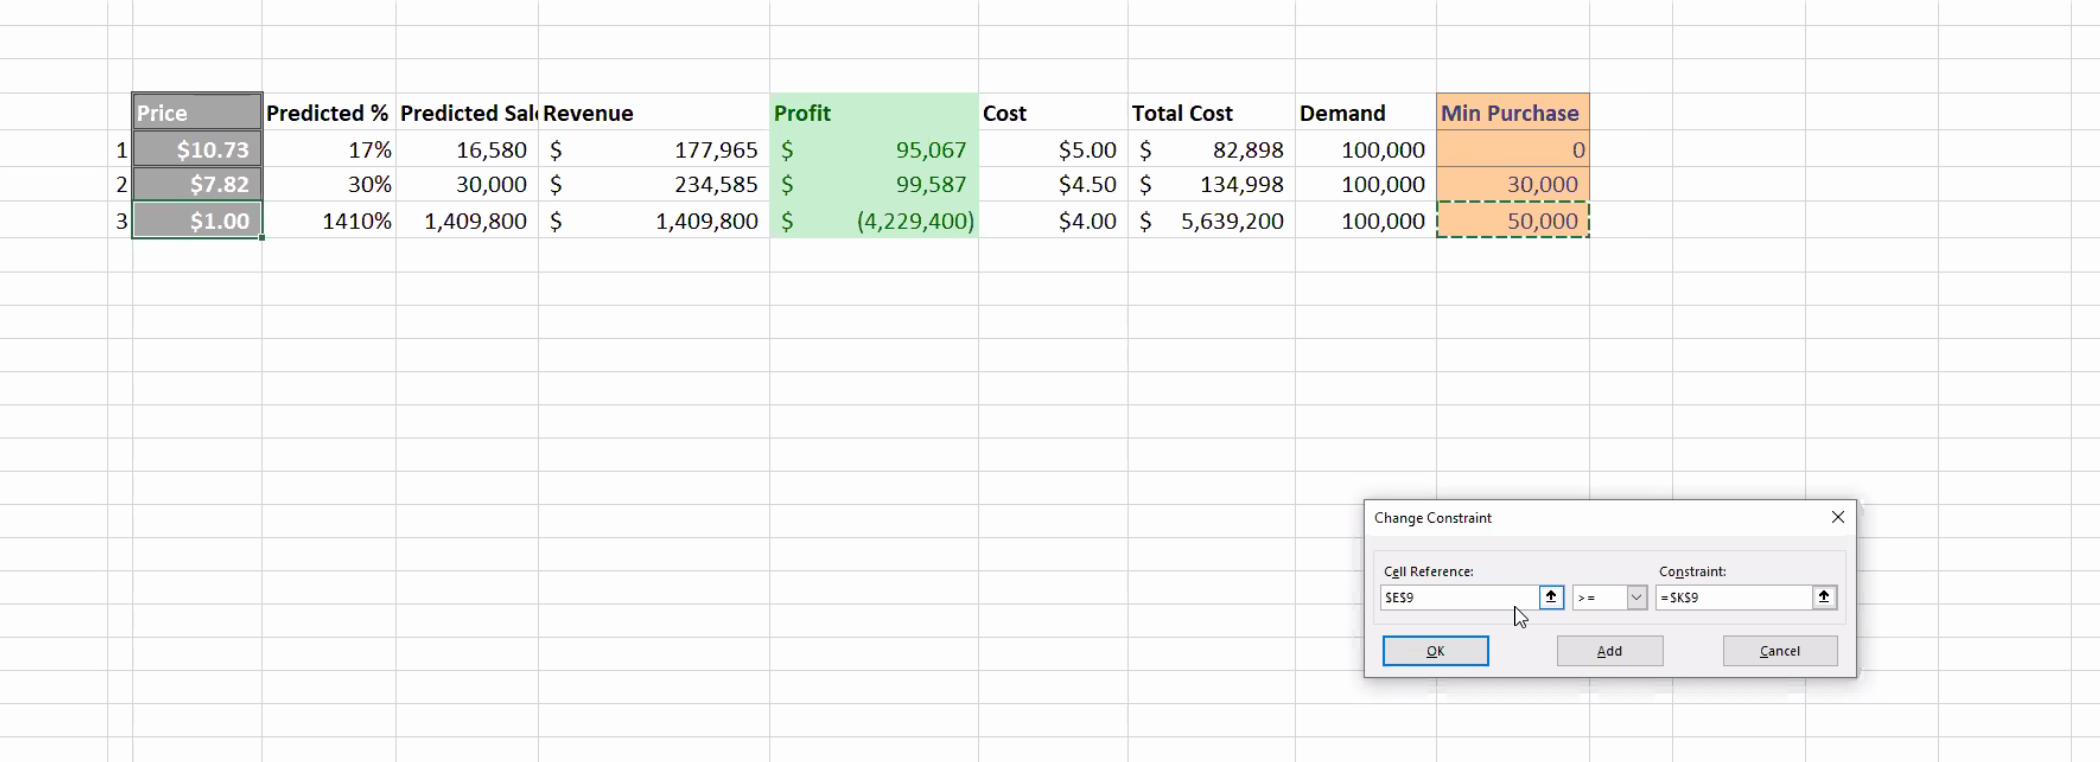 Price Predicted % Predicted Sal Revenue Profit Cost Total Cost Demand Min Purchase
1 $10.73 17% 16,580 $ 177,965 $ 95,067 $5.00 $ 82,898 100,000 0
2 $7.82 30% 30,000 $ 234,585 $ 99,587 $4.50 $ 134,998 100,000 30,000
3 $1.00 1410% 1,409,800 $ 1,409,800 $ (4,229,400) $4.00 $ 5,639,200 100,000 50,000
Change Constraint
Cell Reference: Constraint:
$E$9 >= =$K$9
OK Add Cancel